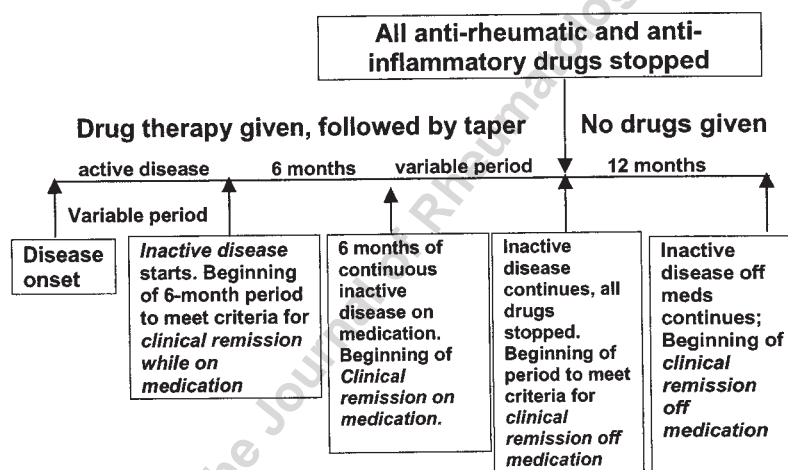 All anti-rheumatic and anti-
inflammatory drugs stopped
Drug therapy given, followed by taper
No drugs given
active disease
6 months
variable period
12 months
Variable period
Disease
onset
Inactive disease
starts. Beginning
of 6-month period
to meet criteria for
clinical remission
while on
medication
6 months of
continuous
inactive
disease on
medication.
Beginning of
Clinical
remission on
medication.
Inactive
disease
continues, all
drugs
stopped.
Beginning of
period to meet
criteria for
clinical
remission off
medication
Inactive
disease off
meds
continues;
Beginning of
clinical
remission
off
medication
he Journal of Rheumatolog